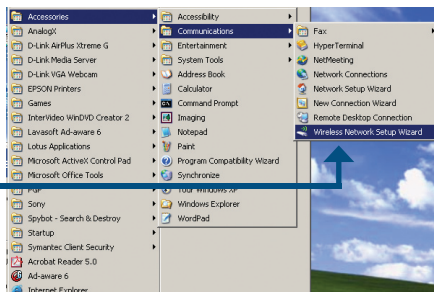 Accessories
AnalogX
D-Link AirPlus Xtreme G
D-Link Media Server
D-Link VGA Webcam
EPSON Printers
Games
InterVideo WinDVD Creator 2
Lavasoft Ad-aware 6
Lotus Applications
Microsoft ActiveX Control Pad
Microsoft Office Tools
PGP
Sony
Spybot - Search & Destroy
Startup
Symantec Client Security
Acrobat Reader 5.0
Ad-aware 6
Internet Explorer
Accessibility
Communications
Entertainment
System Tools
Address Book
Calculator
Command Prompt
Imaging
Notepad
Paint
Program Compatibility Wizard
Synchronize
Tour Windows XP
Windows Explorer
WordPad
Fax
HyperTerminal
NetMeeting
Network Connections
Network Setup Wizard
New Connection Wizard
Remote Desktop Connection
Wireless Network Setup Wizard